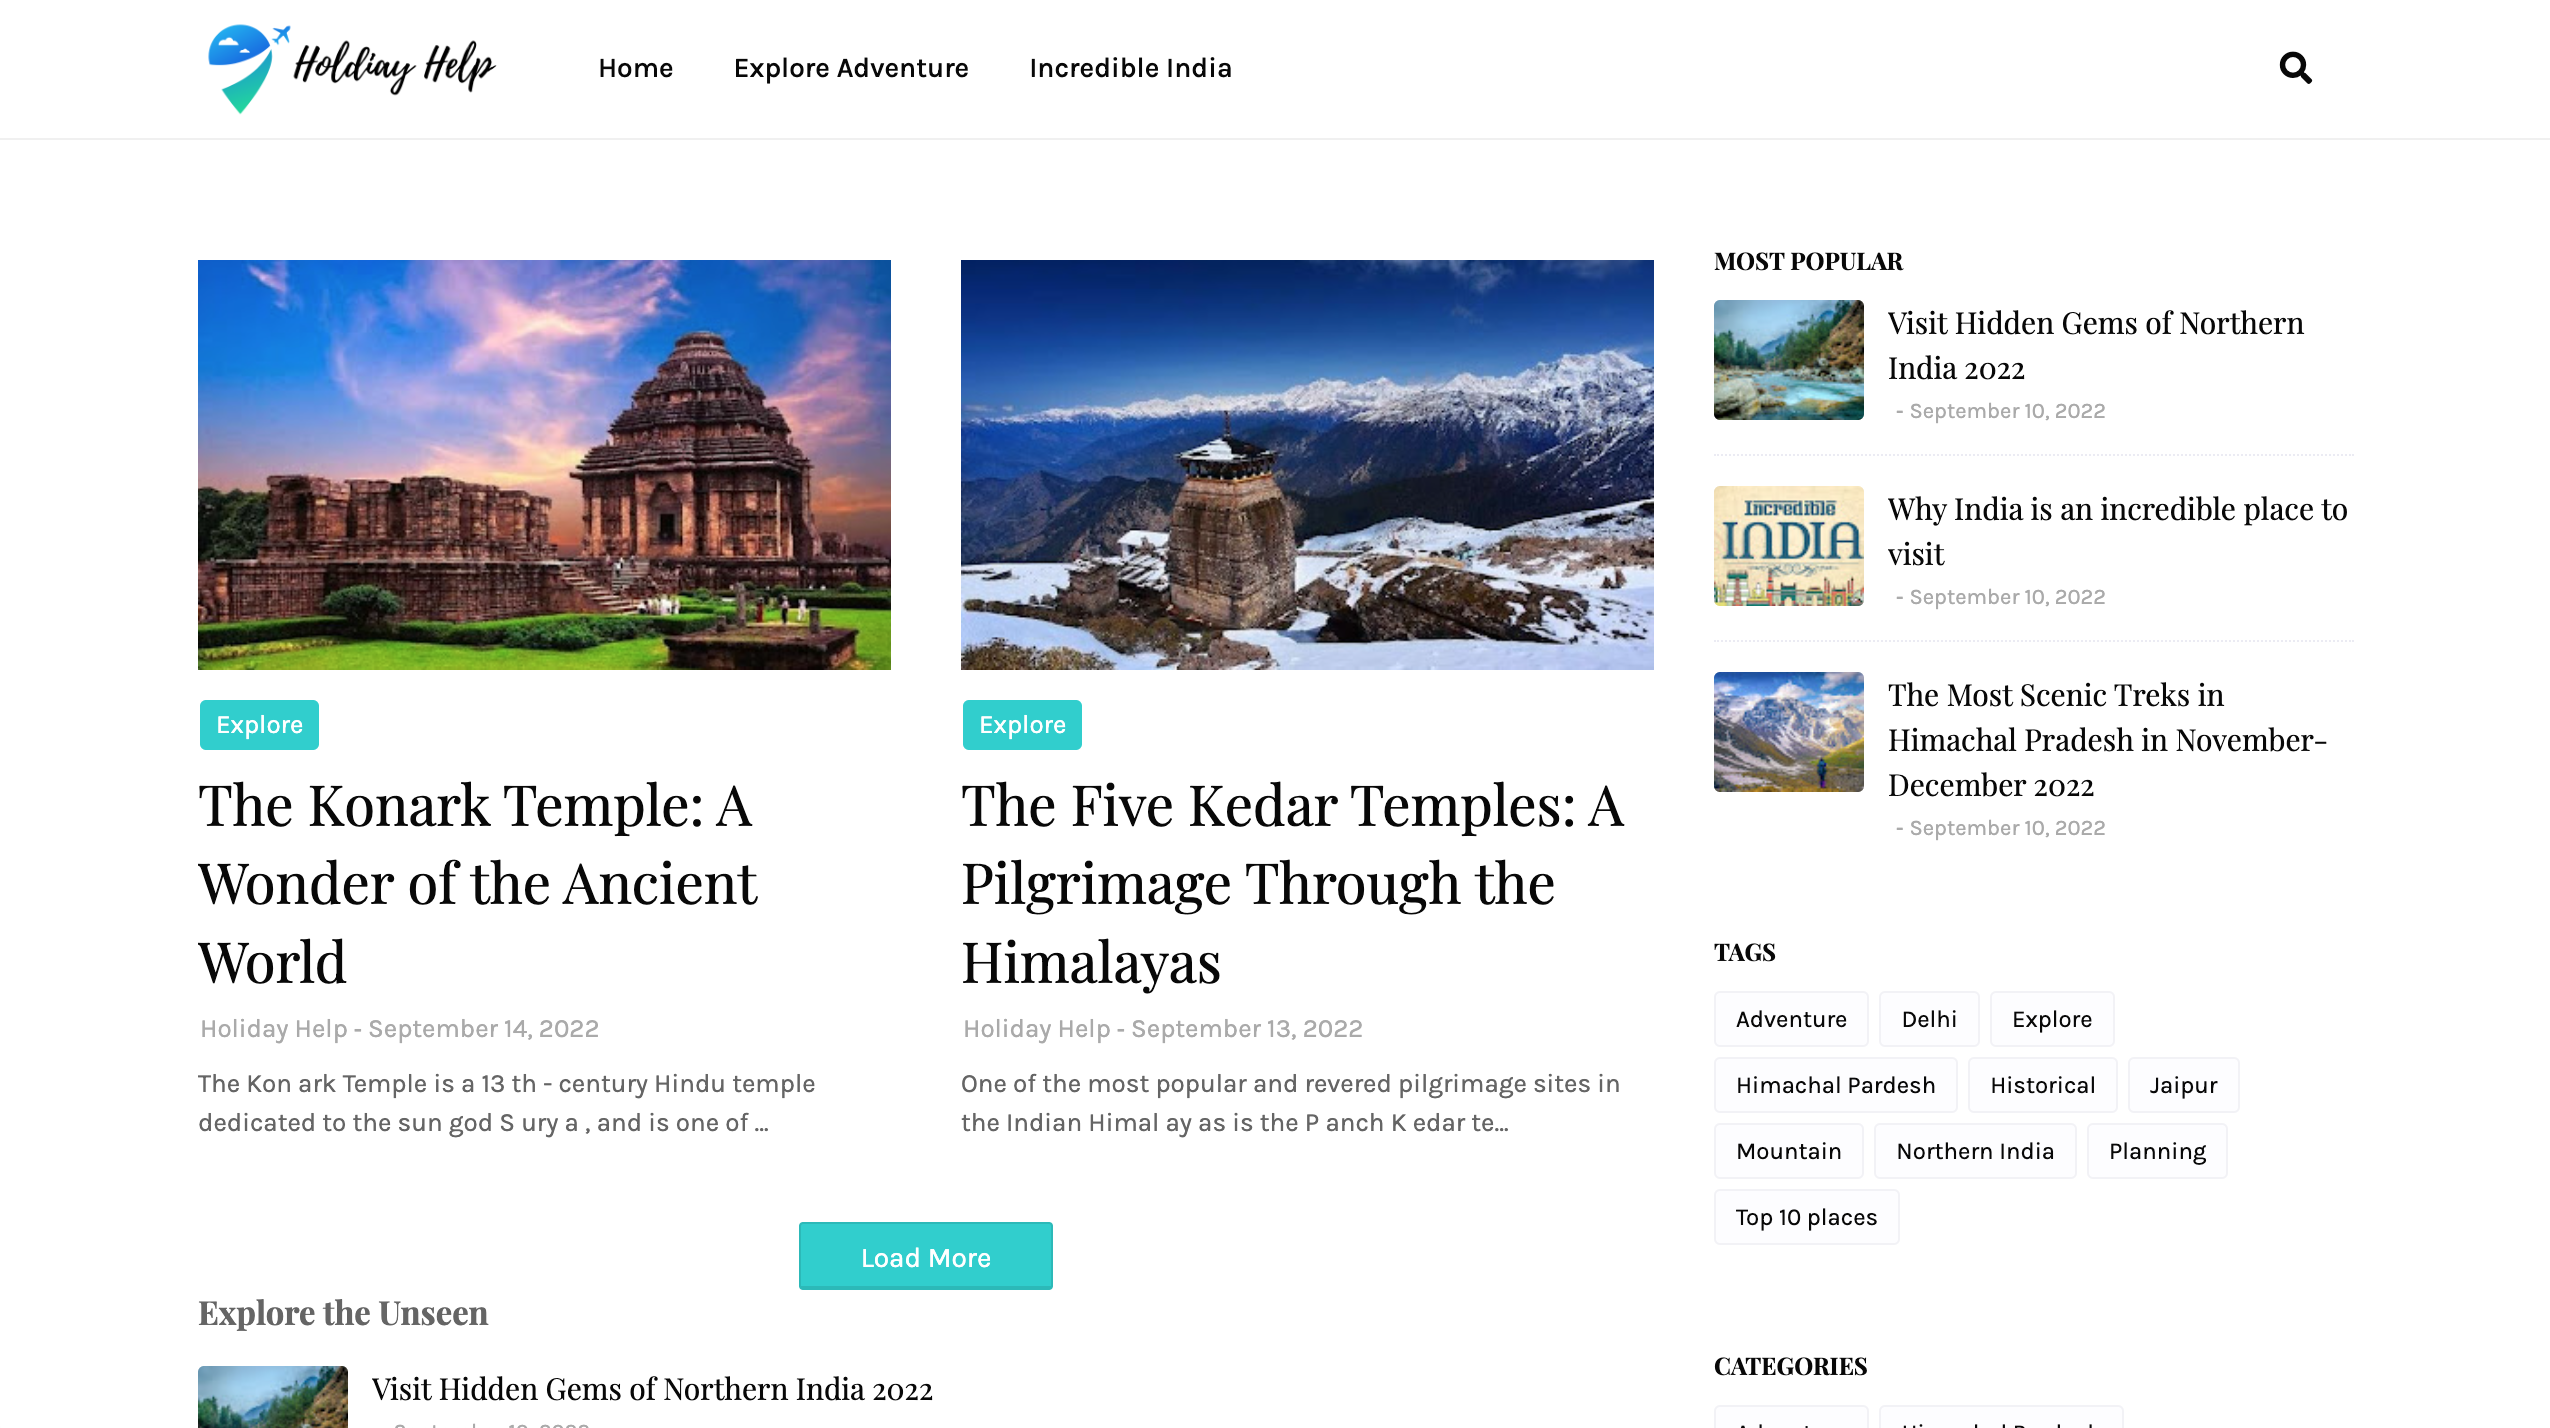 Holdiay Help
Home
Explore Adventure
Incredible India
Explore
The Konark Temple: A
Wonder of the Ancient
World
Holiday Help - September 14, 2022
The Kon ark Temple is a 13 th - century Hindu temple
dedicated to the sun god S ury a , and is one of ...
Explore
The Five Kedar Temples: A
Pilgrimage Through the
Himalayas
Holiday Help - September 13, 2022
One of the most popular and revered pilgrimage sites in
the Indian Himal ay as is the P anch K edar te...
Load More
Explore the Unseen
Visit Hidden Gems of Northern India 2022
MOST POPULAR
Visit Hidden Gems of Northern
India 2022
- September 10, 2022
Incredible
INDIA
Why India is an incredible place to
visit
- September 10, 2022
The Most Scenic Treks in
Himachal Pradesh in November-
December 2022
- September 10, 2022
TAGS
Adventure
Delhi
Explore
Himachal Pardesh
Historical
Jaipur
Mountain
Northern India
Planning
Top 10 places
CATEGORIES